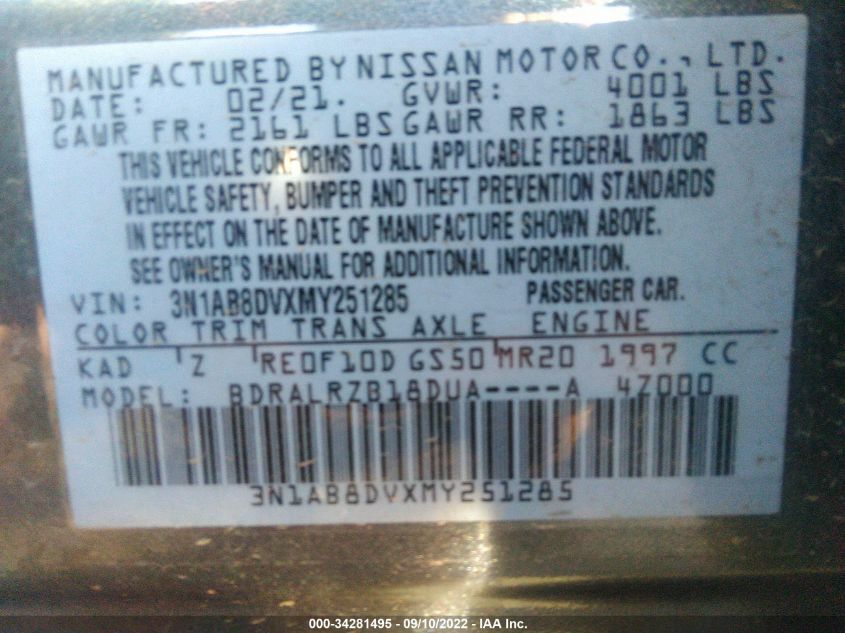 MANUFACTURED BY NISSAN MOTOR CO., LTD.
DATE: 02/21. GVWR: 4001 LBS
GAWR FR: 2161 LBS GAWR RR: 1863 LBS
THIS VEHICLE CONFORMS TO ALL APPLICABLE FEDERAL MOTOR
VEHICLE SAFETY, BUMPER AND THEFT PREVENTION STANDARDS
IN EFFECT ON THE DATE OF MANUFACTURE SHOWN ABOVE.
SEE OWNER'S MANUAL FOR ADDITIONAL INFORMATION.
VIN: 3N1AB8DVXMY251285 PASSENGER CAR.
COLOR TRIM TRANS AXLE ENGINE
KAD Z RE0F10D GS50 MR20 1997 CC
MODEL: BDRALRZB18DUA----A 4Z000
3N1AB8DVXMY251285
000-34281495 - 09/10/2022 - IAA Inc.